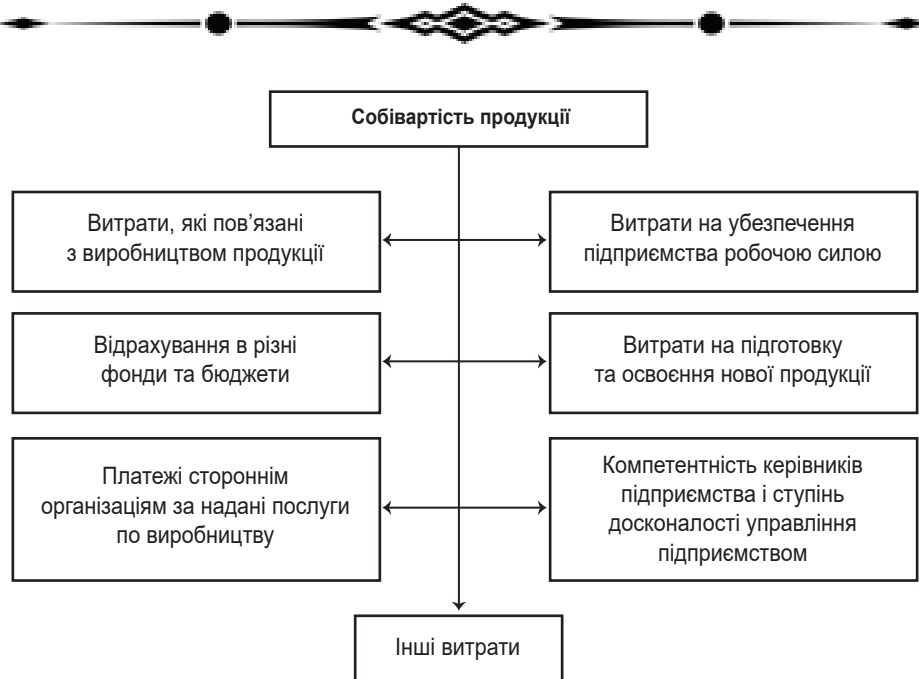 Собівартість продукції
Витрати, які пов’язані
з виробництвом продукції
Витрати на убезпечення
підприємства робочою силою
Відрахування в різні
фонди та бюджети
Витрати на підготовку
та освоєння нової продукції
Платежі стороннім
організаціям за надані послуги
по виробництву
Компетентність керівників
підприємства і ступінь
досконалості управління
підприємством
Інші витрати